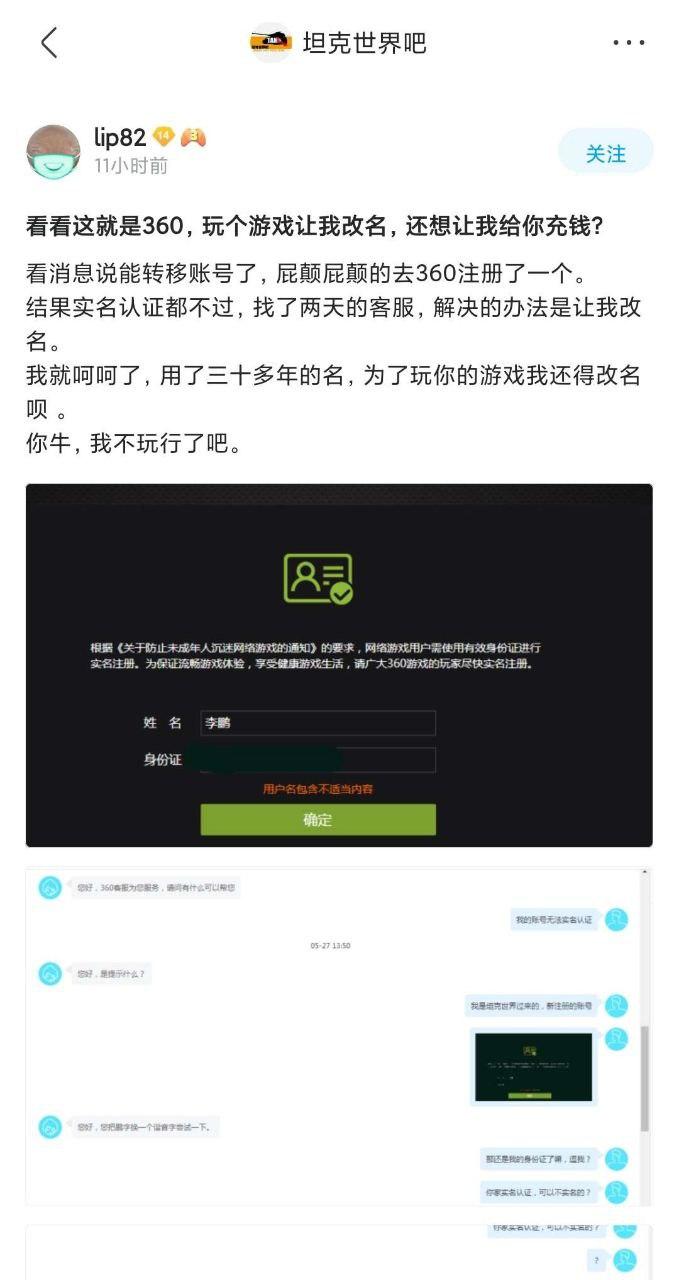 坦克世界吧
lip82 14 3
11小时前
关注
看看这就是360，玩个游戏让我改名，还想让我给你充钱？
看消息说能转移账号了，屁颠屁颠的去360注册了一个。
结果实名认证都不过，找了两天的客服，解决的办法是让我改
名。
我就呵呵了，用了三十多年的名，为了玩你的游戏我还得改名
呗 。
你牛，我不玩行了吧。
根据《关于防止未成年人沉迷网络游戏的通知》的要求，网络游戏用户需使用有效身份证进行
实名注册。为保证流畅游戏体验，享受健康游戏生活，请广大360游戏的玩家尽快实名注册。
姓 名 李鹏
身份证
用户名包含不适当内容
确定
您好，360客服为您服务，请问有什么可以帮您
我的账号无法实名认证
05-27 13:50
您好，是提示什么？
我是坦克世界过来的，新注册的账号
您好，您把鹏字换一个谐音字尝试一下。
那还是我的身份证了嘛，逗我？
你家实名认证，可以不实名的？
你家实名认证，可以不实名的？
？